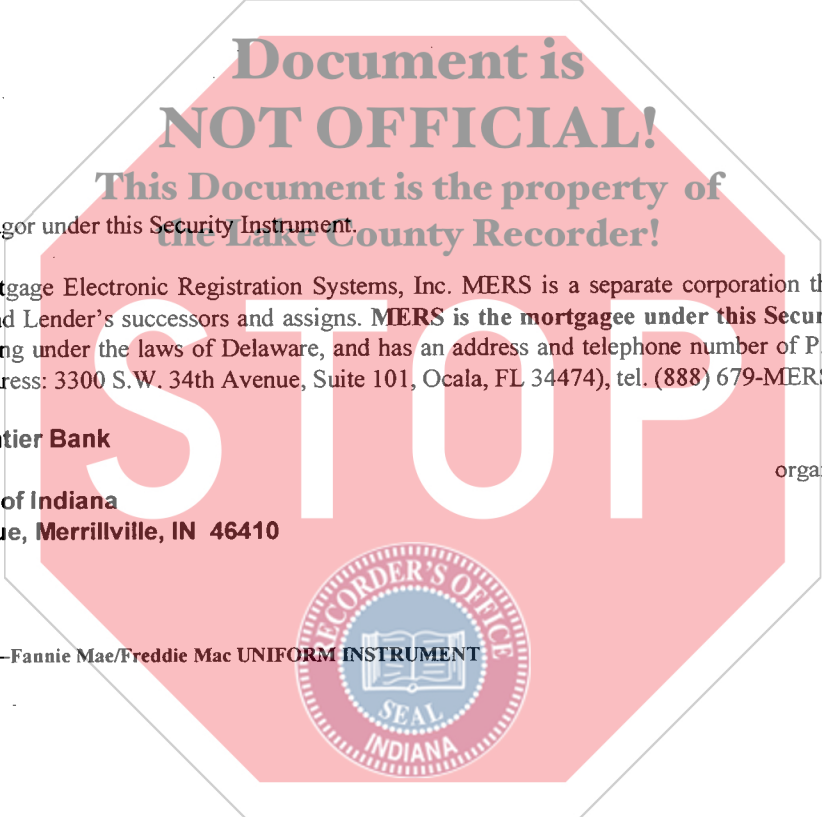 Document is
NOT OFFICIAL!
This Document is the property of
the Lake County Recorder!
gor under this Security Instrument.
tgage Electronic Registration Systems, Inc. MERS is a separate corporation th
d Lender's successors and assigns. MERS is the mortgagee under this Secur
ng under the laws of Delaware, and has an address and telephone number of P.
ress: 3300 S.W. 34th Avenue, Suite 101, Ocala, FL 34474), tel. (888) 679-MERS
STOP
tier Bank
orga
of Indiana
ue, Merrillville, IN 46410
RECORDER'S OFFICE
–Fannie Mae/Freddie Mac UNIFORM INSTRUMENT
SEAL
INDIANA